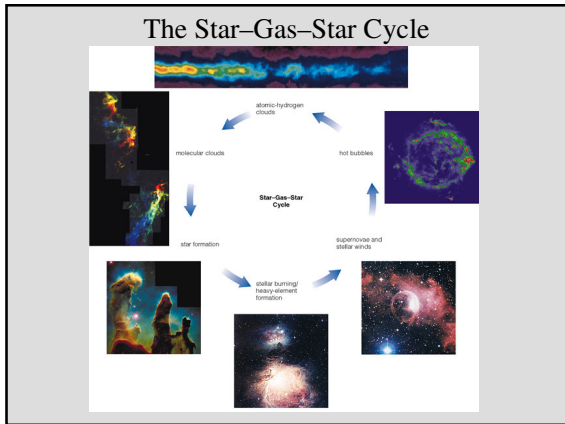 The Star–Gas–Star Cycle
atomic-hydrogen
clouds
molecular clouds
hot bubbles
Star–Gas–Star
Cycle
star formation
supernovae and
stellar winds
stellar burning/
heavy-element
formation